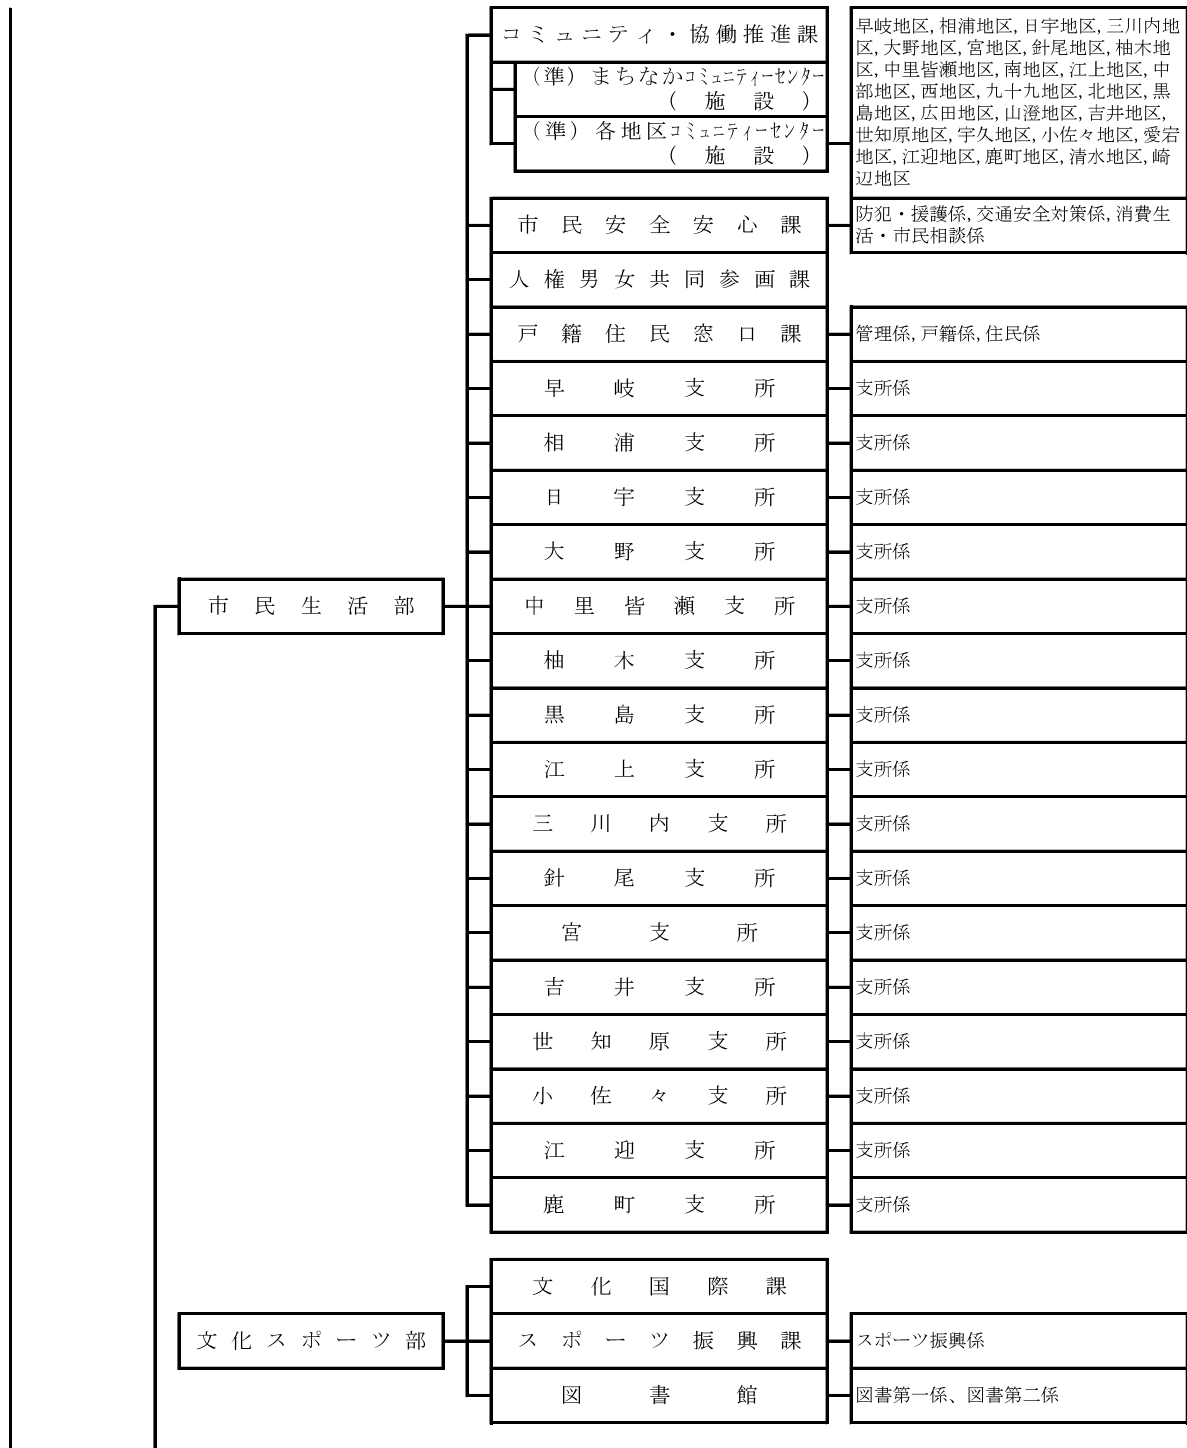 コミュニティ・協働推進課
(準)まちなかコミュニティーセンター
(施設)
(準)各地区コミュニティーセンター
(施設)
早岐地区,相浦地区,日宇地区,三川内地
区,大野地区,宮地区,針尾地区,柚木地
区,中里皆瀬地区,南地区,江上地区,中
部地区,西地区,九十九地区,北地区,黒
島地区,広田地区,山澄地区,吉井地区,
世知原地区,宇久地区,小佐々地区,愛宕
地区,江迎地区,鹿町地区,清水地区,崎
辺地区
市民安全安心課
防犯・援護係,交通安全対策係,消費生
活・市民相談係
人権男女共同参画課
戸籍住民窓口課
管理係,戸籍係,住民係
早岐支所
支所係
相浦支所
支所係
日宇支所
支所係
大野支所
支所係
市民生活部
中里皆瀬支所
支所係
柚木支所
支所係
黒島支所
支所係
江上支所
支所係
三川内支所
支所係
針尾支所
支所係
宮支所
支所係
吉井支所
支所係
世知原支所
支所係
小佐々支所
支所係
江迎支所
支所係
鹿町支所
支所係
文化国際課
文化スポーツ部
スポーツ振興課
スポーツ振興係
図書館
図書第一係、図書第二係